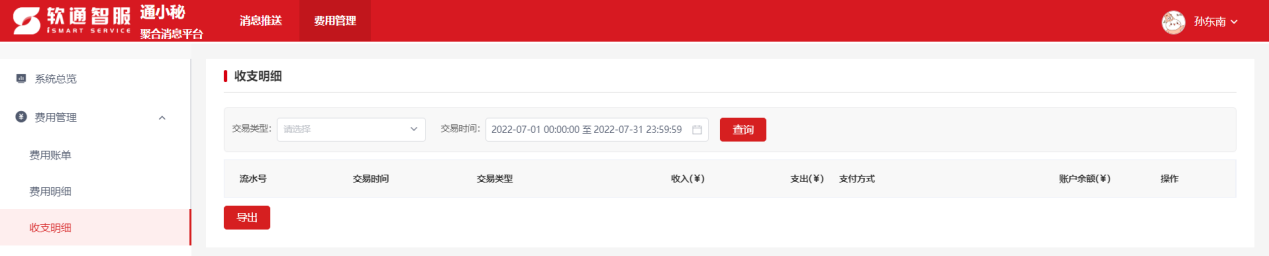 软通智服
ISMART SERVICE
通小秘
聚合消息平台
消息推送
费用管理
孙东南
系统总览
费用管理
费用账单
费用明细
收支明细
收支明细
交易类型: 请选择 交易时间: 2022-07-01 00:00:00 至 2022-07-31 23:59:59 查询
流水号 交易时间 交易类型 收入(¥) 支出(¥) 支付方式 账户余额(¥) 操作
导出